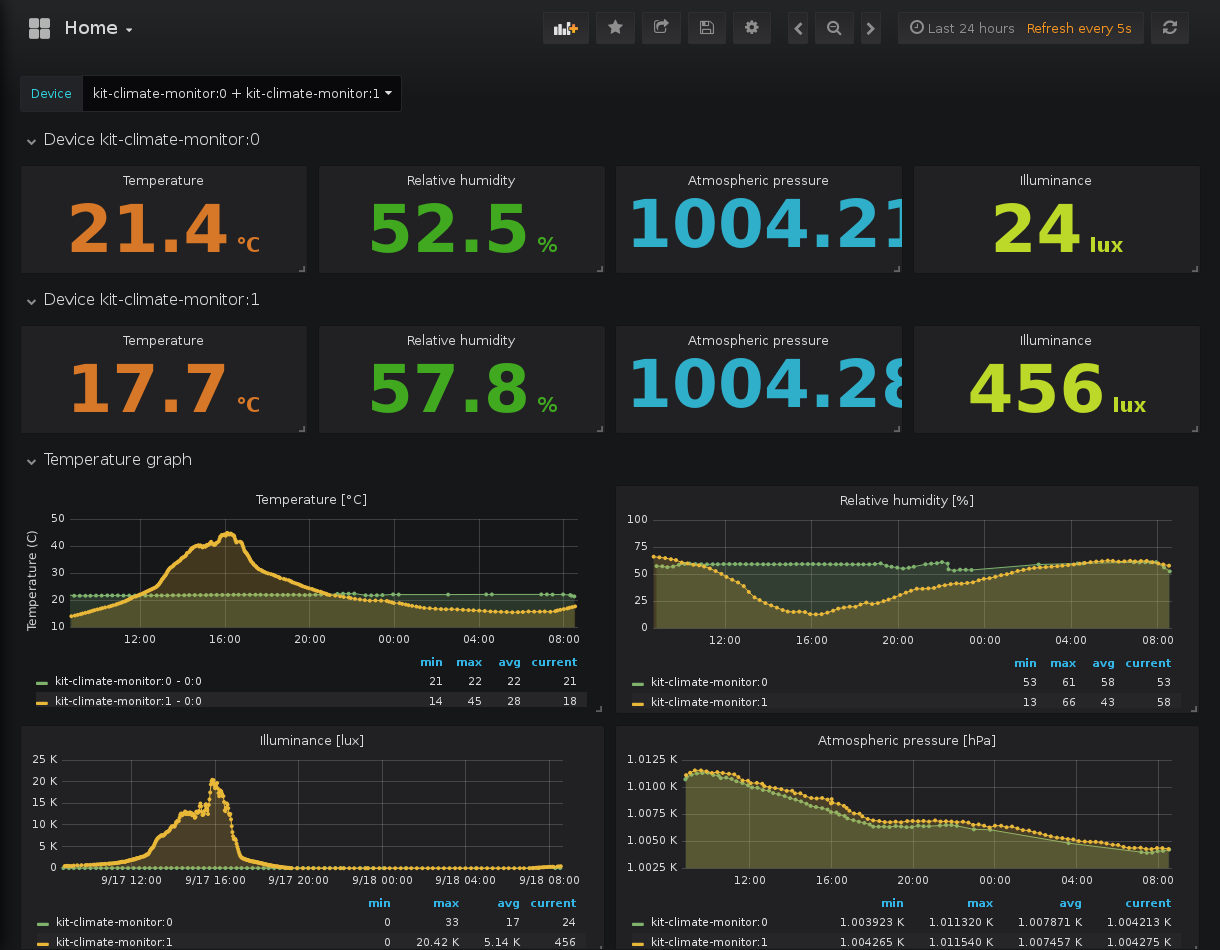 Home
Last 24 hours Refresh every 5s
Device kit-climate-monitor:0 + kit-climate-monitor:1
Device kit-climate-monitor:0
Temperature Relative humidity Atmospheric pressure Illuminance
21.4 °C 52.5 % 1004.21 24 lux
Device kit-climate-monitor:1
Temperature Relative humidity Atmospheric pressure Illuminance
17.7 °C 57.8 % 1004.28 456 lux
Temperature graph
Temperature [°C]
Temperature (C)
50
40
30
20
10
12:00 16:00 20:00 00:00 04:00 08:00
min max avg current
kit-climate-monitor:0 - 0:0 21 22 22 21
kit-climate-monitor:1 - 0:0 14 45 28 18
Relative humidity [%]
100
75
50
25
0
12:00 16:00 20:00 00:00 04:00 08:00
min max avg current
kit-climate-monitor:0 53 61 58 53
kit-climate-monitor:1 13 66 43 58
Illuminance [lux]
25 K
20 K
15 K
10 K
5 K
0
9/17 12:00 9/17 16:00 9/17 20:00 9/18 00:00 9/18 04:00 9/18 08:00
min max avg current
kit-climate-monitor:0 0 33 17 24
kit-climate-monitor:1 0 20.42 K 5.14 K 456
Atmospheric pressure [hPa]
1.0125 K
1.0100 K
1.0075 K
1.0050 K
1.0025 K
12:00 16:00 20:00 00:00 04:00 08:00
min max avg current
kit-climate-monitor:0 1.003923 K 1.011320 K 1.007871 K 1.004213 K
kit-climate-monitor:1 1.004265 K 1.011540 K 1.007457 K 1.004275 K